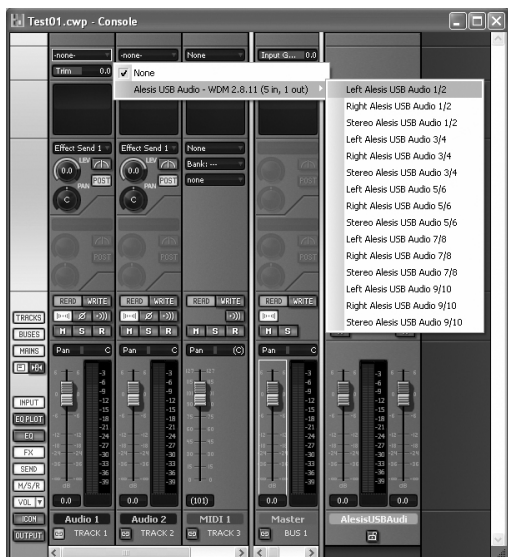 Test01.cwp - Console
-none- -none- None Input G... 0.0
Trim 0.0
None
Alesis USB Audio - WDM 2.8.11 (5 in, 1 out)
Left Alesis USB Audio 1/2
Right Alesis USB Audio 1/2
Stereo Alesis USB Audio 1/2
Left Alesis USB Audio 3/4
Right Alesis USB Audio 3/4
Stereo Alesis USB Audio 3/4
Left Alesis USB Audio 5/6
Right Alesis USB Audio 5/6
Stereo Alesis USB Audio 5/6
Left Alesis USB Audio 7/8
Right Alesis USB Audio 7/8
Stereo Alesis USB Audio 7/8
Left Alesis USB Audio 9/10
Right Alesis USB Audio 9/10
Stereo Alesis USB Audio 9/10
Effect Send 1 Effect Send 1 None
LEV LEV Bank: ---
0.0 POST 0.0 POST none
PAN PAN
C C
READ WRITE READ WRITE READ WRITE READ WRITE
TRACKS
BUSES M S R M S R M S R M S
MAINS Pan C Pan C Pan (C) Pan C
INPUT
EQ PLOT
EQ
FX
SEND
M/S/R
VOL 0.0 0.0 (101) 0.0 0.0 0.0
ICON Audio 1 Audio 2 MIDI 1 Master AlesisUSBAudi
OUTPUT TRACK 1 TRACK 2 TRACK 3 BUS 1